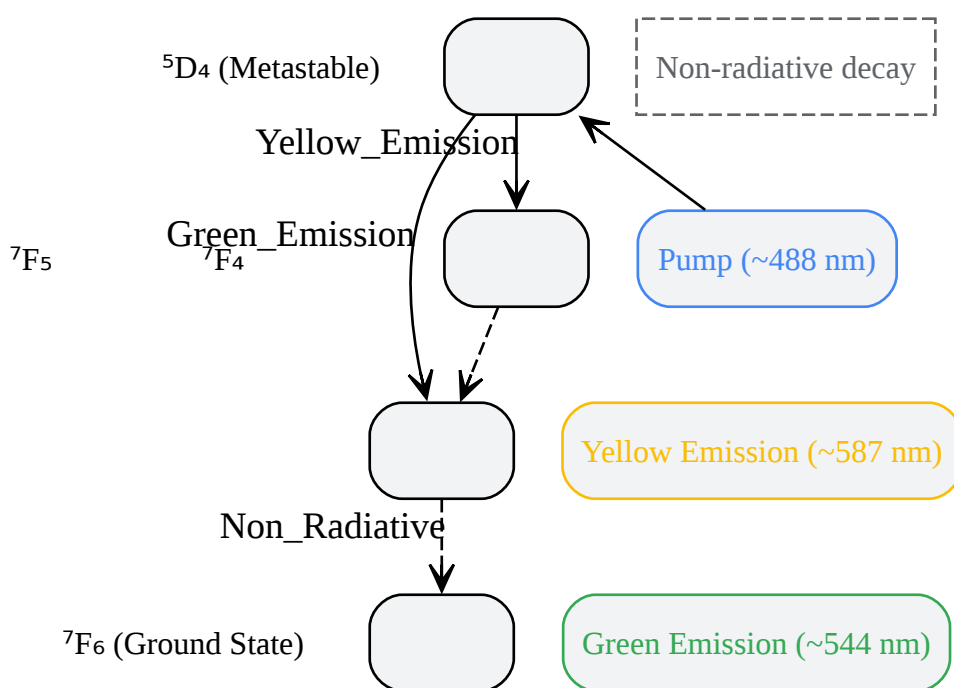 ⁵D₄ (Metastable)
Non-radiative decay
Yellow_Emission
Green_Emission
⁷F₅
⁷F₄
Pump (~488 nm)
Yellow Emission (~587 nm)
Non_Radiative
⁷F₆ (Ground State)
Green Emission (~544 nm)